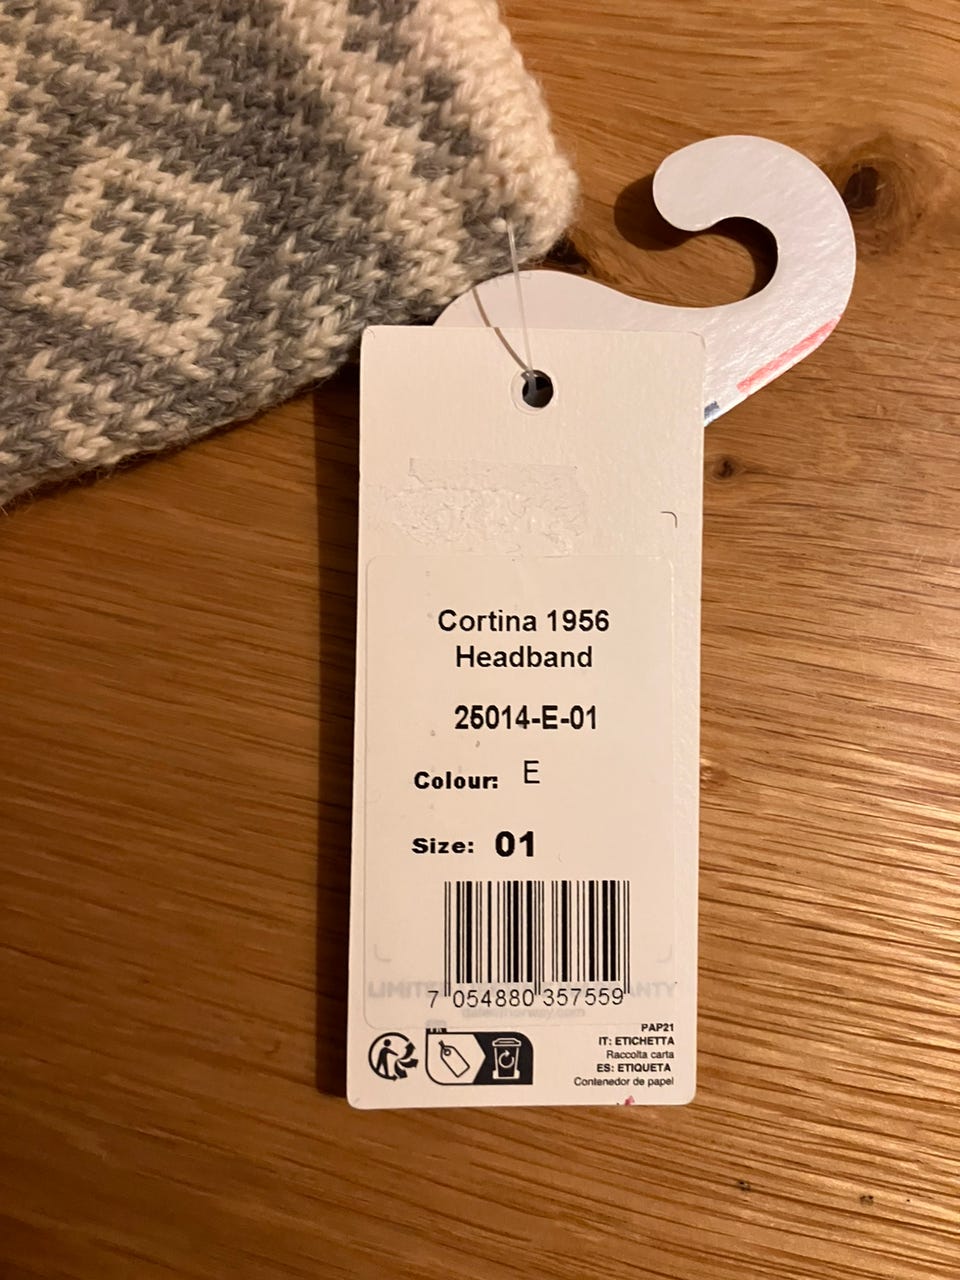 Cortina 1956
Headband
25014-E-01
Colour: E
Size: 01
7 054880 357559
PAP21
IT: ETICHETTA
Raccolta carta
ES: ETIQUETA
Contenedor de papel